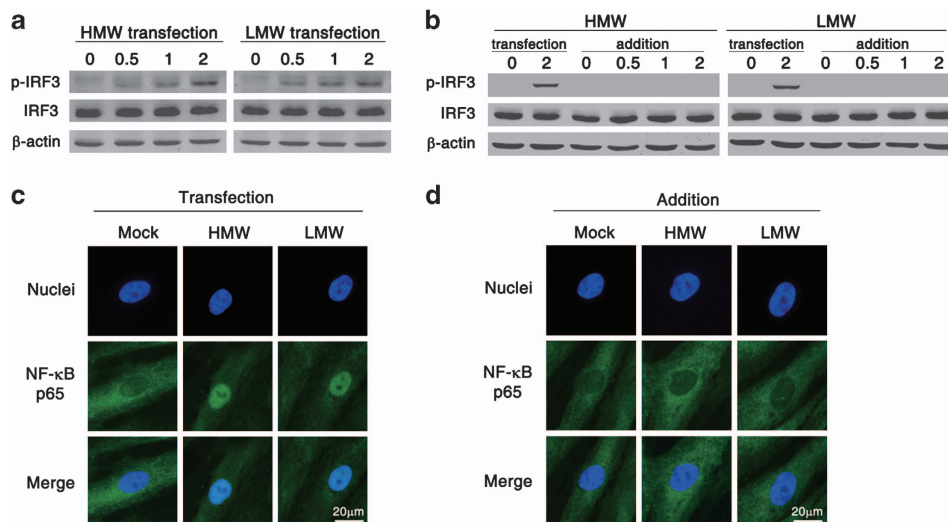 a
HMW transfection LMW transfection
0 0.5 1 2 0 0.5 1 2
p-IRF3
IRF3
β-actin
b
HMW LMW
transfection addition transfection addition
0 2 0 0.5 1 2 0 2 0 0.5 1 2
p-IRF3
IRF3
β-actin
c
Transfection
Mock HMW LMW
Nuclei
NF-κB
p65
Merge
20μm
d
Addition
Mock HMW LMW
Nuclei
NF-κB
p65
Merge
20μm